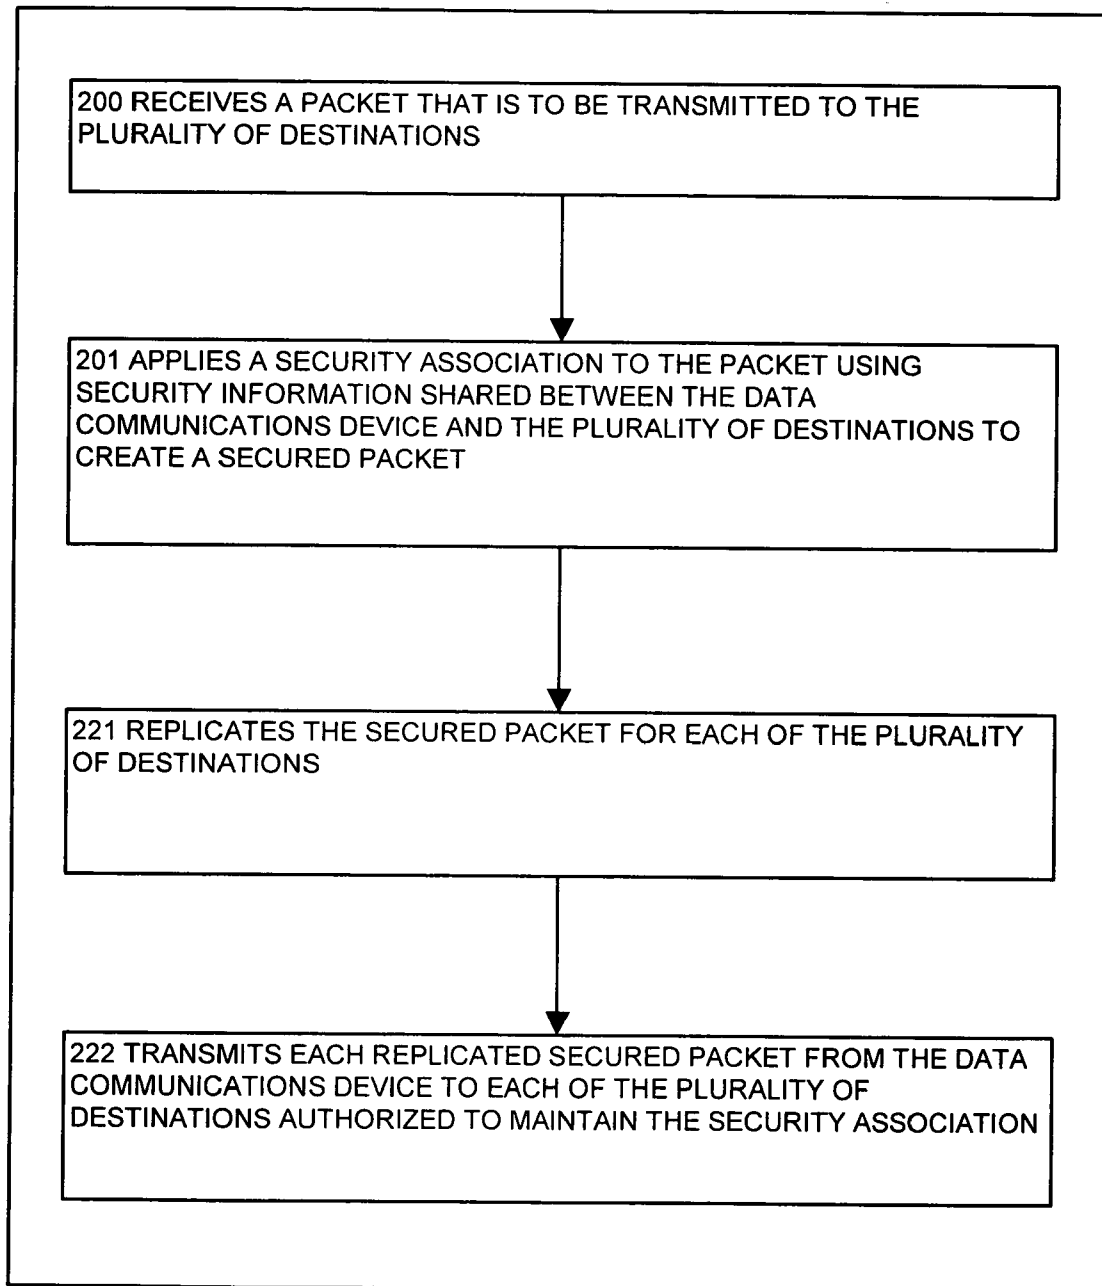 200 RECEIVES A PACKET THAT IS TO BE TRANSMITTED TO THE
PLURALITY OF DESTINATIONS
201 APPLIES A SECURITY ASSOCIATION TO THE PACKET USING
SECURITY INFORMATION SHARED BETWEEN THE DATA
COMMUNICATIONS DEVICE AND THE PLURALITY OF DESTINATIONS TO
CREATE A SECURED PACKET
221 REPLICATES THE SECURED PACKET FOR EACH OF THE PLURALITY
OF DESTINATIONS
222 TRANSMITS EACH REPLICATED SECURED PACKET FROM THE DATA
COMMUNICATIONS DEVICE TO EACH OF THE PLURALITY OF
DESTINATIONS AUTHORIZED TO MAINTAIN THE SECURITY ASSOCIATION